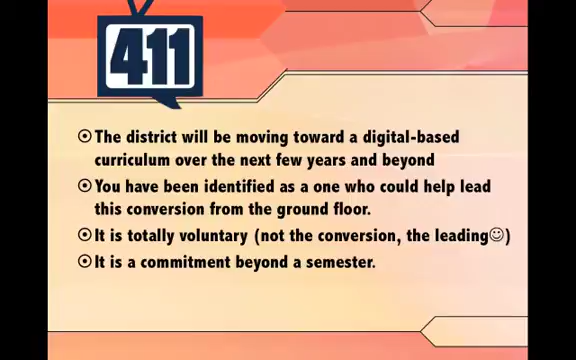 411
The district will be moving toward a digital-based
curriculum over the next few years and beyond
You have been identified as a one who could help lead
this conversion from the ground floor.
It is totally voluntary (not the conversion, the leading☺)
It is a commitment beyond a semester.